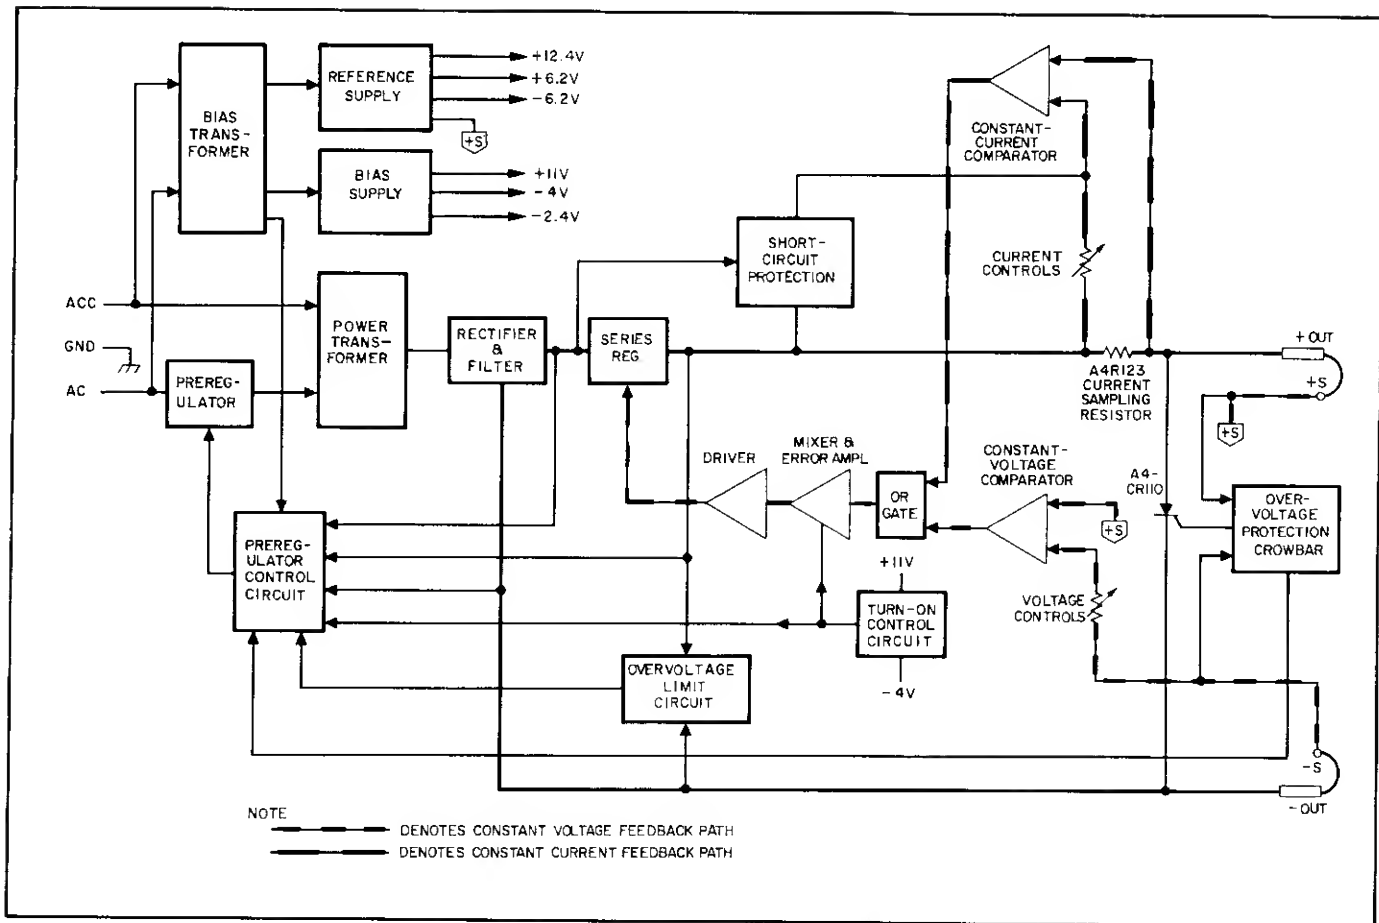 BIAS
TRANS-
FORMER
REFERENCE
SUPPLY
+12.4V
+6.2V
-6.2V
+S
BIAS
SUPPLY
+11V
-4V
-2.4V
CONSTANT-
CURRENT
COMPARATOR
SHORT-
CIRCUIT
PROTECTION
CURRENT
CONTROLS
ACC
GND
AC
PREREG-
ULATOR
POWER
TRANS-
FORMER
RECTIFIER
&
FILTER
SERIES
REG.
A4R123
CURRENT
SAMPLING
RESISTOR
+OUT
+S
+S
DRIVER
MIXER &
ERROR AMPL
OR
GATE
CONSTANT-
VOLTAGE
COMPARATOR
+S
A4-
CR110
OVER-
VOLTAGE
PROTECTION
CROWBAR
PREREG-
ULATOR
CONTROL
CIRCUIT
+11V
TURN-ON
CONTROL
CIRCUIT
-4V
VOLTAGE
CONTROLS
OVERVOLTAGE
LIMIT
CIRCUIT
-S
-OUT
NOTE
DENOTES CONSTANT VOLTAGE FEEDBACK PATH
DENOTES CONSTANT CURRENT FEEDBACK PATH